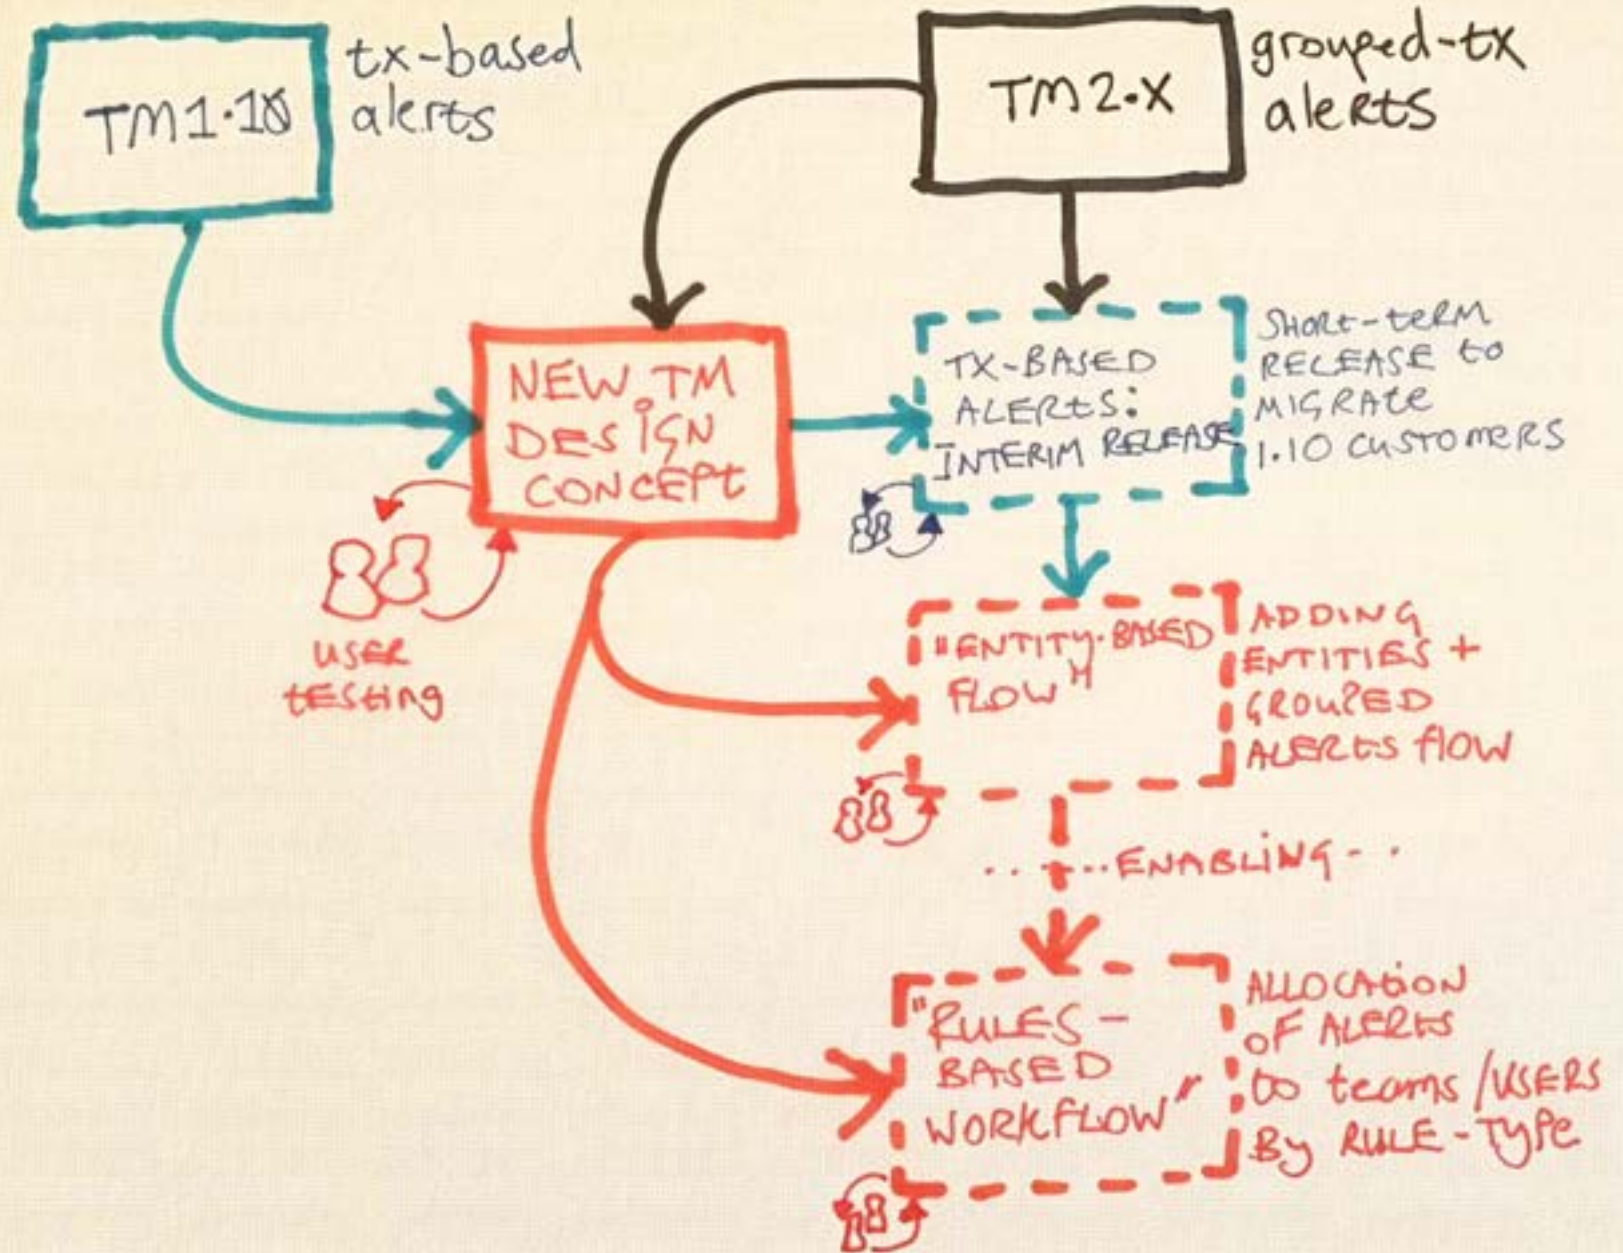 TM1.10
tx-based
alerts
TM2.X
grouped-tx
alerts
NEW TM
DESIGN
CONCEPT
USER
testing
TX-BASED
ALERTS:
INTERIM RELEASE
SHORt-teRM
RELEASE to
MIGRATe
1.10 CUSTOMERS
"ENTITY-BASED
FLOW"
ADDING
ENTITIES +
GROUPED
ALERtS flOW
.. ...ENABLING - .
"RULES-
BASED
WORKFLOW"
ALLOCAtiON
OF ALERtS
to teams/USERS
By RULE-TyPe